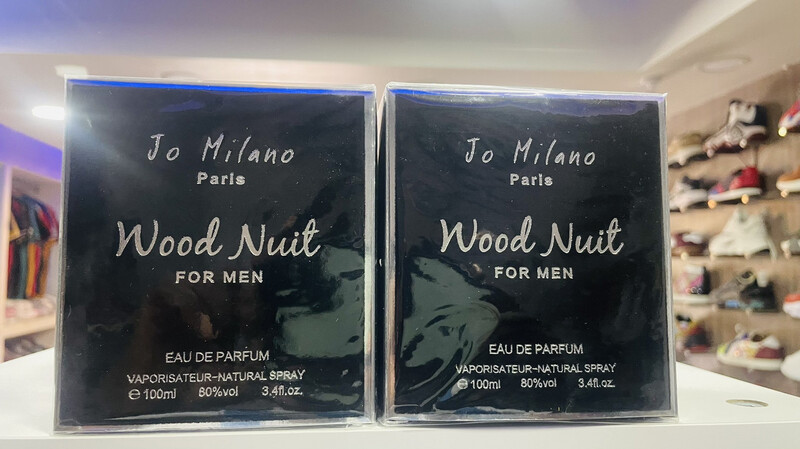 Jo Milano
Paris
Wood Nuit
FOR MEN
EAU DE PARFUM
VAPORISATEUR-NATURAL SPRAY
℮100ml 80%vol 3.4fl.oz.
Jo Milano
Paris
Wood Nuit
FOR MEN
EAU DE PARFUM
VAPORISATEUR-NATURAL SPRAY
℮100ml 80%vol 3.4fl.oz.